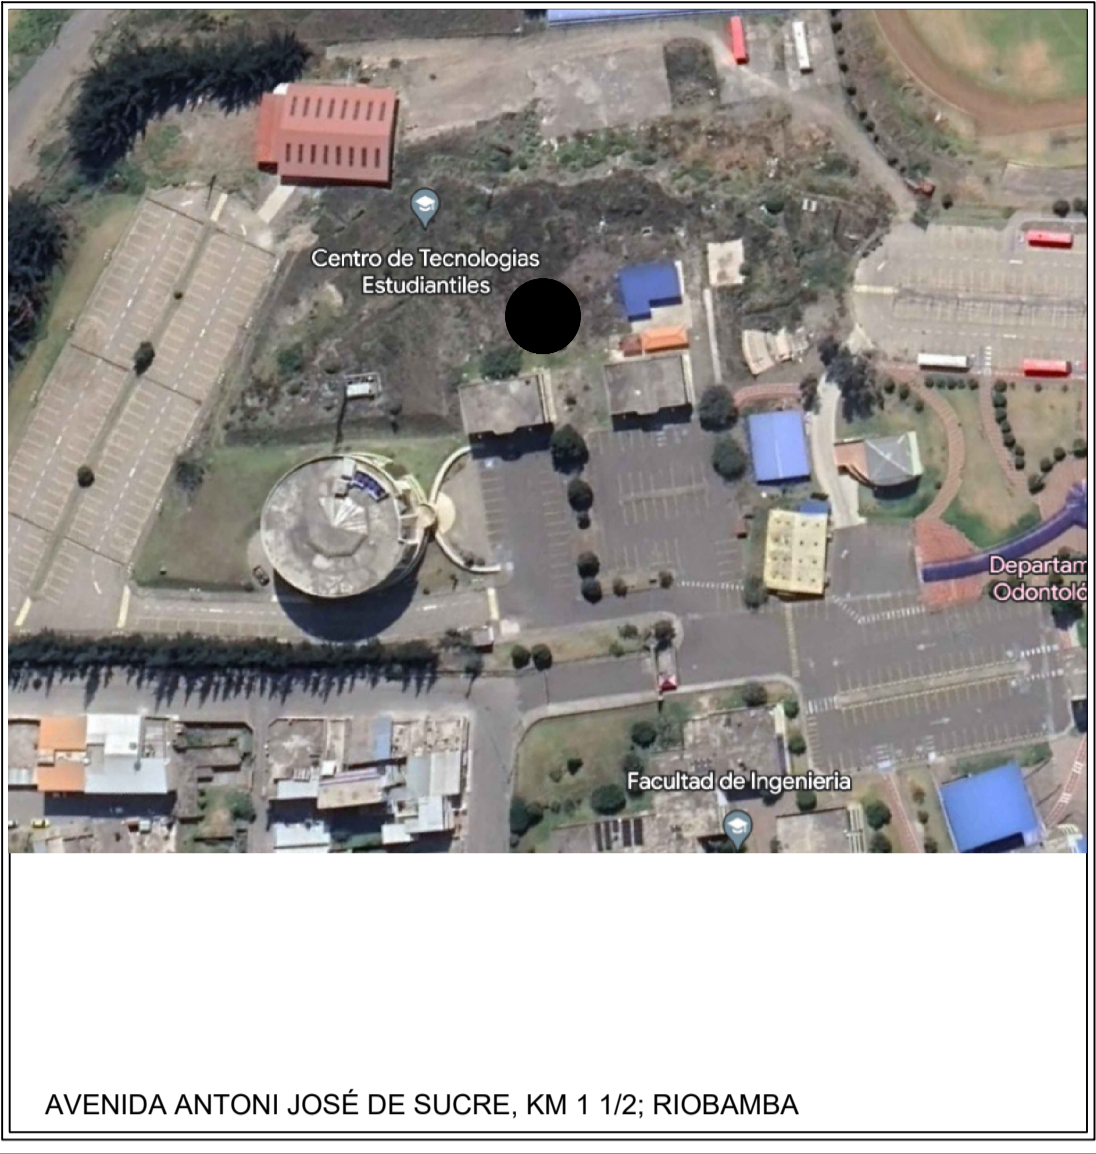 Centro de Tecnologias
Estudiantiles
Departam
Odontoló
Facultad de Ingenieria
AVENIDA ANTONI JOSÉ DE SUCRE, KM 1 1/2; RIOBAMBA